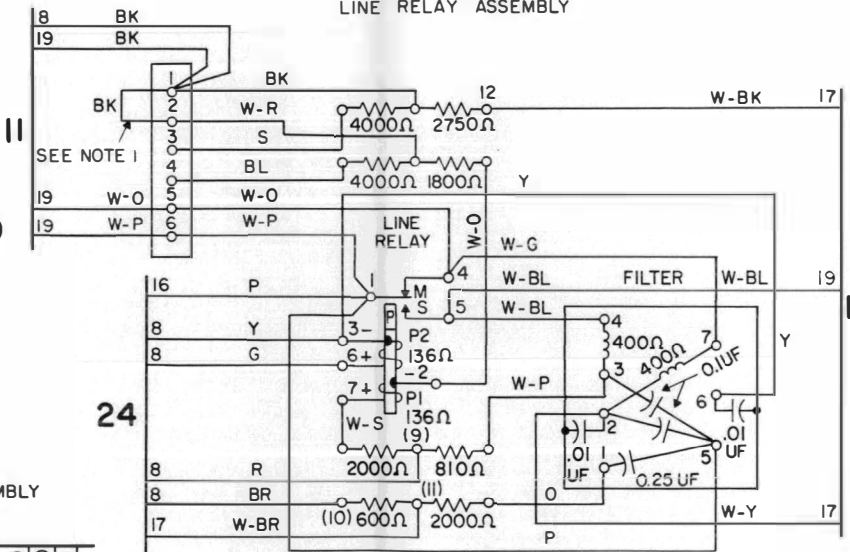 LINE RELAY ASSEMBLY
8 BK
19 BK
1 BK 12 W-BK 17
BK 2 W-R 4000Ω 2750Ω
II 3 S
SEE NOTE 1
4 BL 4000Ω 1800Ω Y
19 W-O 5 W-O
19 W-P 6 W-P LINE RELAY W-O W-G
1 4 W-BL FILTER W-BL 19
16 P M
S 5 W-BL 4 7
8 Y 3- P P2 400Ω 400Ω 0.1UF Y
8 G 6+ 136Ω 3
-2 W-P 6
24 7+ P1 2
W-S 136Ω .01 UF .01 UF 5
(9)
8 R 2000Ω 810Ω 0.25 UF
MBLY 8 BR (11) O W-Y 17
17 W-BR (10) 600Ω 2000Ω
P